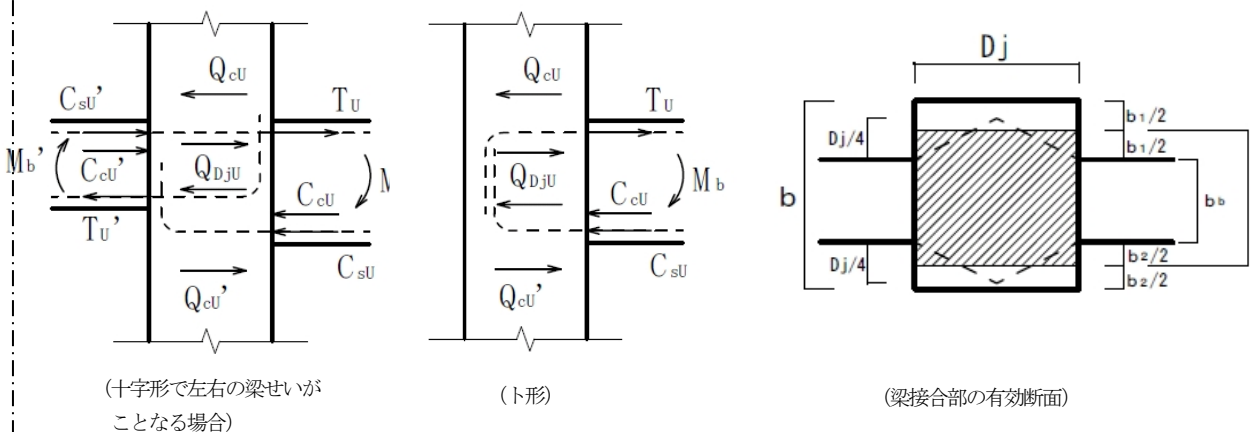 QcU
CsU'
TU
Mb'
CcU'
QDjU
CcU
M
TU'
CsU
QcU'
(十字形で左右の梁せいが
ことなる場合)
QcU
TU
QDjU
CcU
Mb
CsU
QcU'
(ト形)
Dj
b1/2
Dj/4
b1/2
b
bb
Dj/4
b2/2
b2/2
(梁接合部の有効断面)